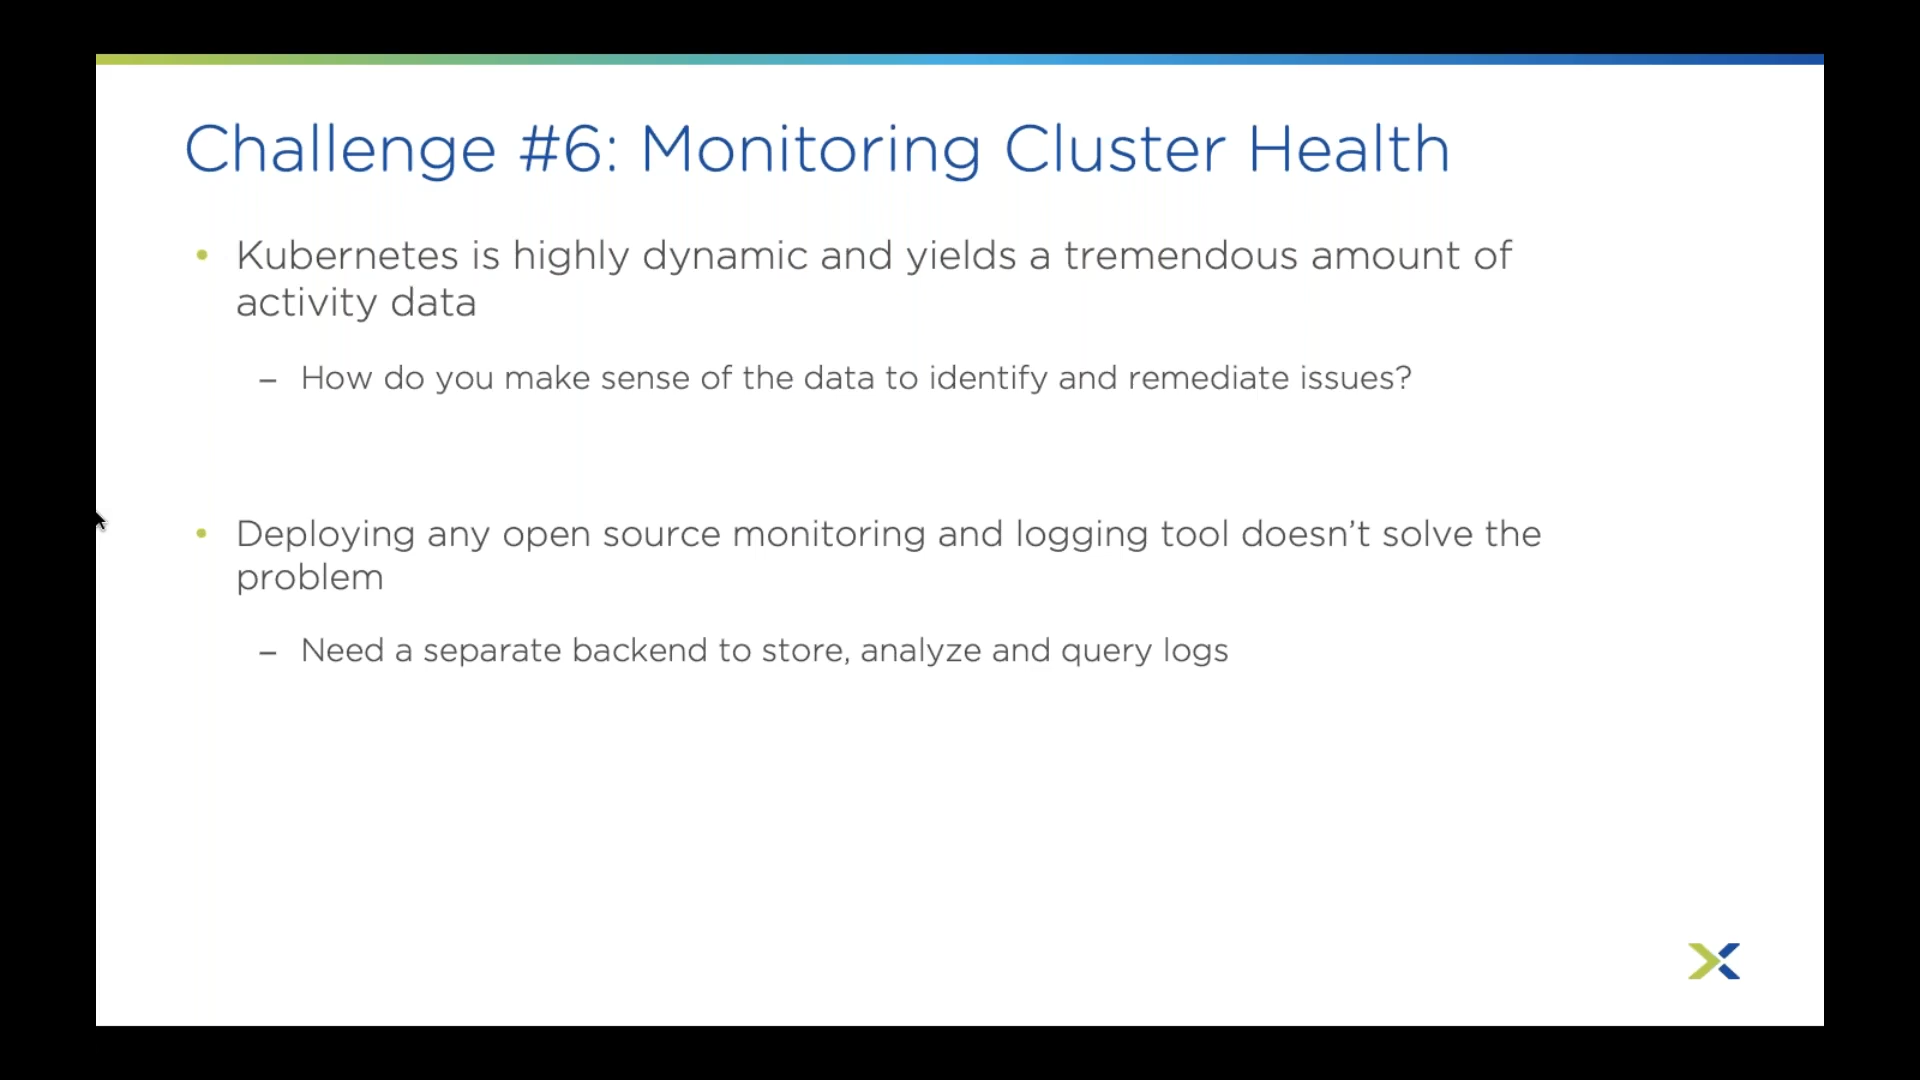 Challenge #6: Monitoring Cluster Health
• Kubernetes is highly dynamic and yields a tremendous amount of
activity data
– How do you make sense of the data to identify and remediate issues?
• Deploying any open source monitoring and logging tool doesn’t solve the
problem
– Need a separate backend to store, analyze and query logs